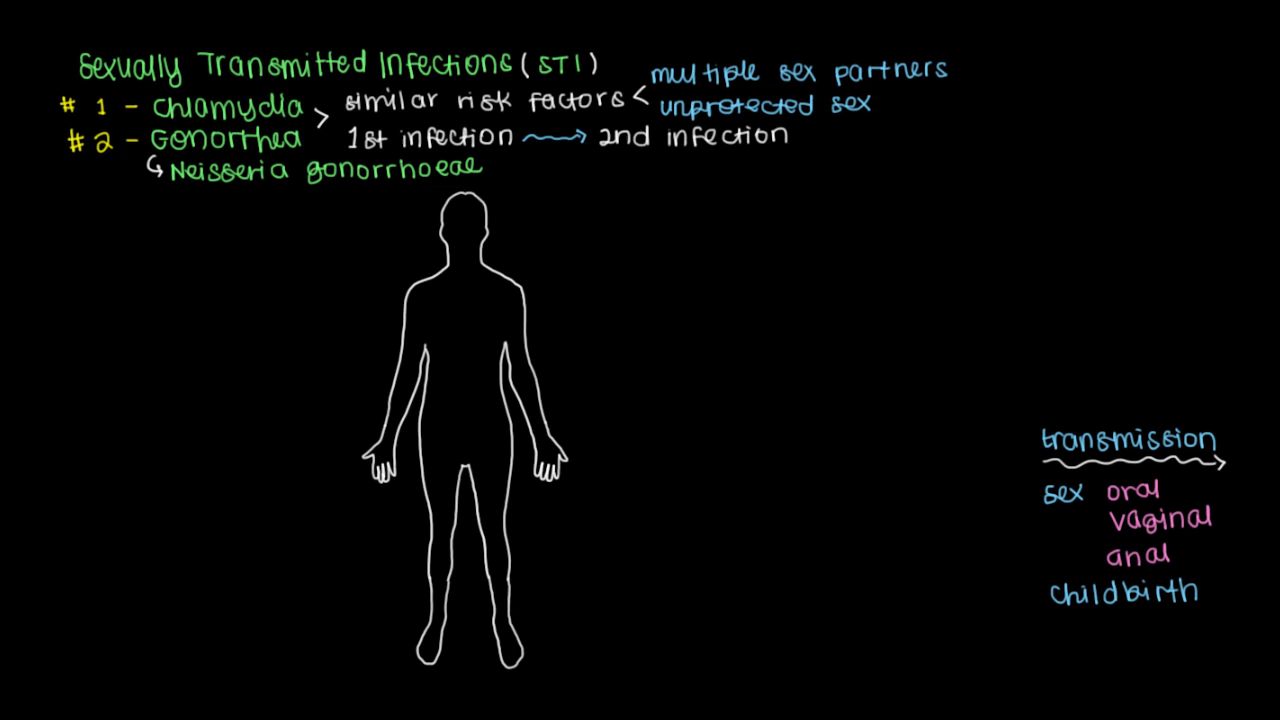 Sexually Transmitted Infections (STI)
# 1 - Chlamydia > similar risk factors < multiple sex partners
unprotected sex
# 2 - Gonorrhea 1st infection → 2nd infection
↳ Neisseria gonorrhoeae
transmission
sex oral
vaginal
anal
childbirth